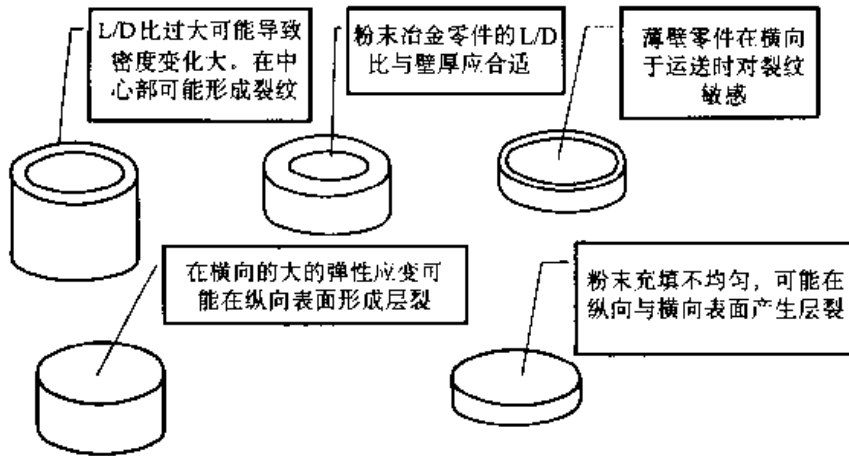 L/D比过大可能导致
密度变化大。在中
心部可能形成裂纹
粉末冶金零件的L/D
比与壁厚应合适
薄壁零件在横向
于运送时对裂纹
敏感
在横向的大的弹性应变可
能在纵向表面形成层裂
粉末充填不均匀，可能在
纵向与横向表面产生层裂